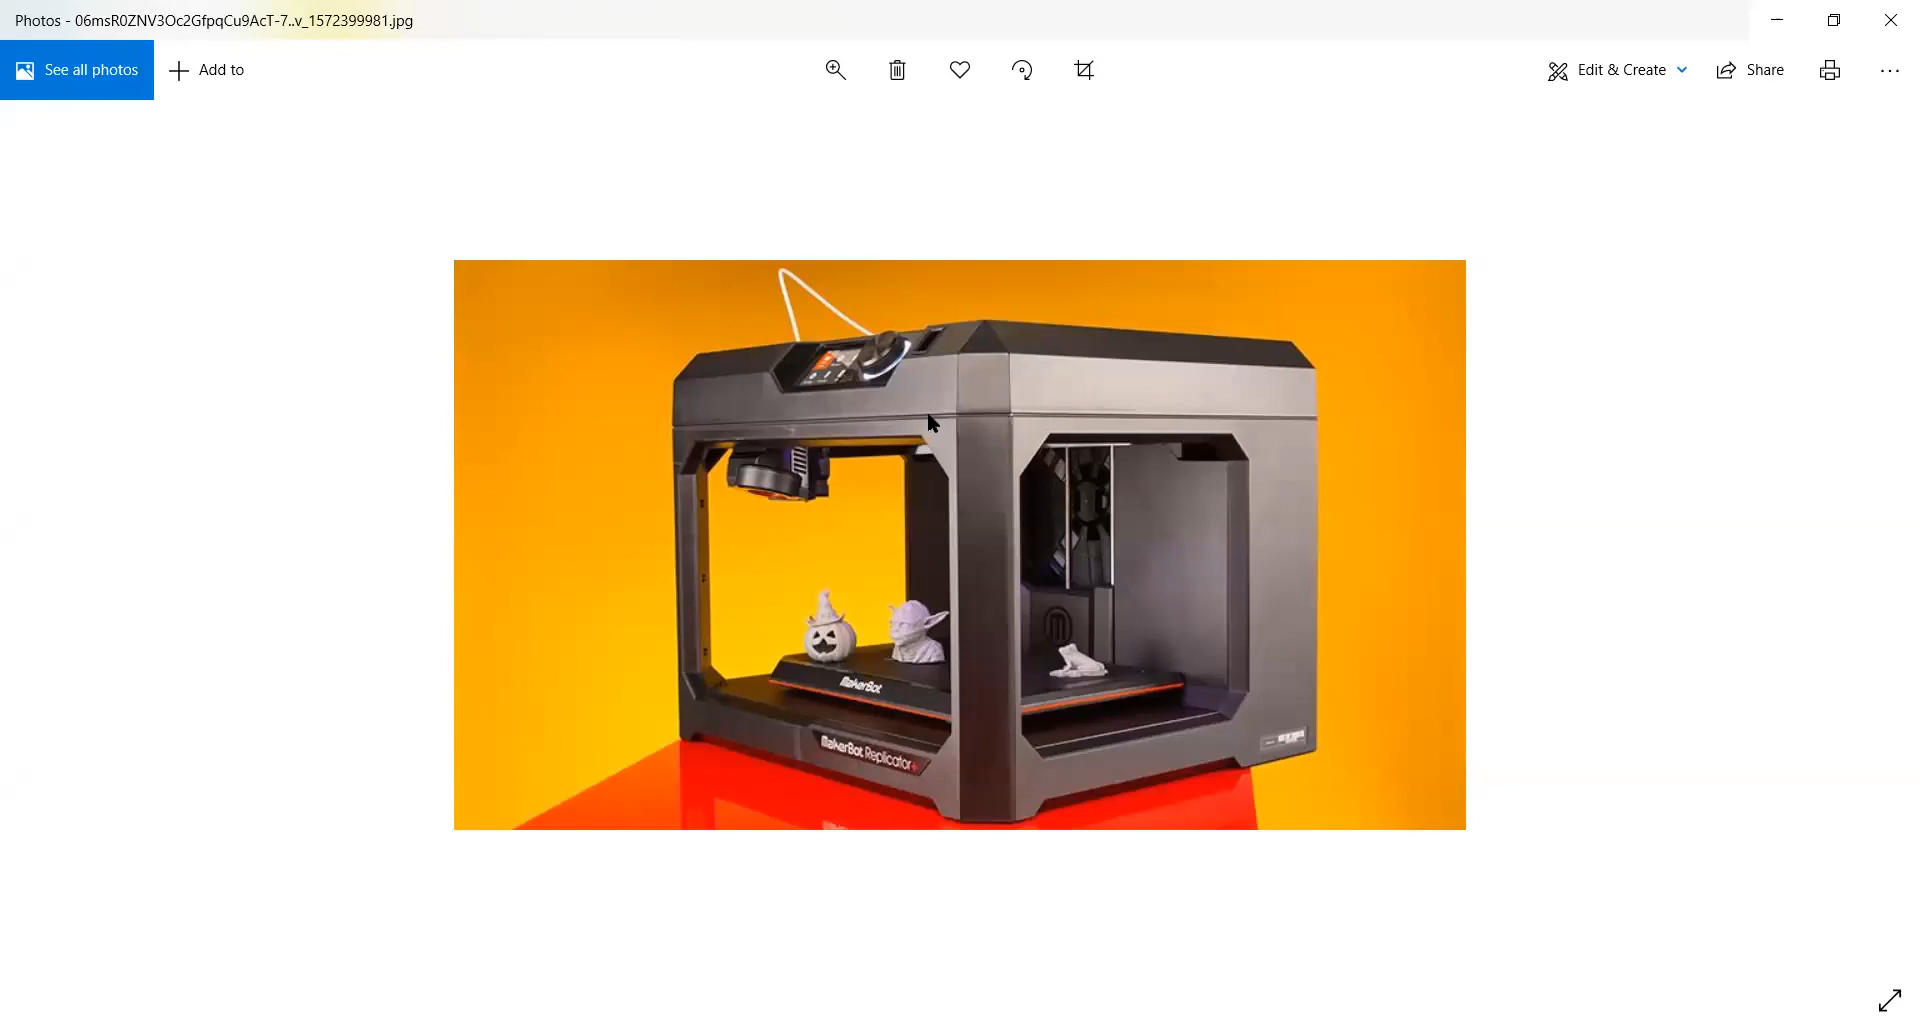 Photos - 06msR0ZNV3Oc2GfpqCu9AcT-7..v_1572399981.jpg
See all photos
Add to
Edit & Create
Share
MakerBot
MakerBot Replicator+